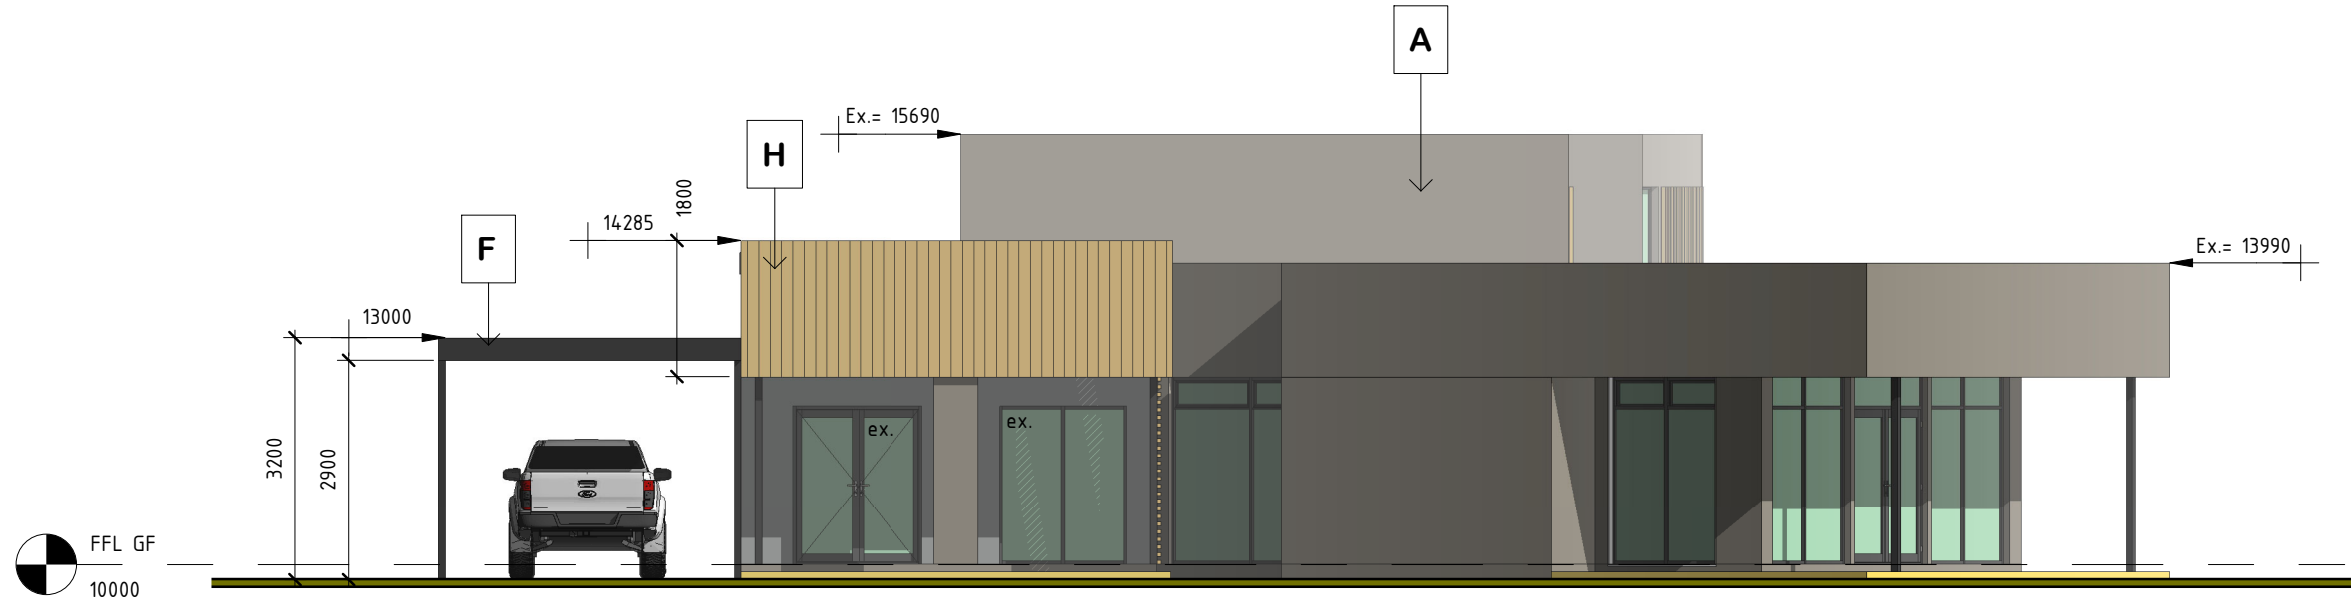 A
Ex.= 15690
H
1800
14285
F
Ex.= 13990
13000
3200
2900
ex.
ex.
FFL GF
10000